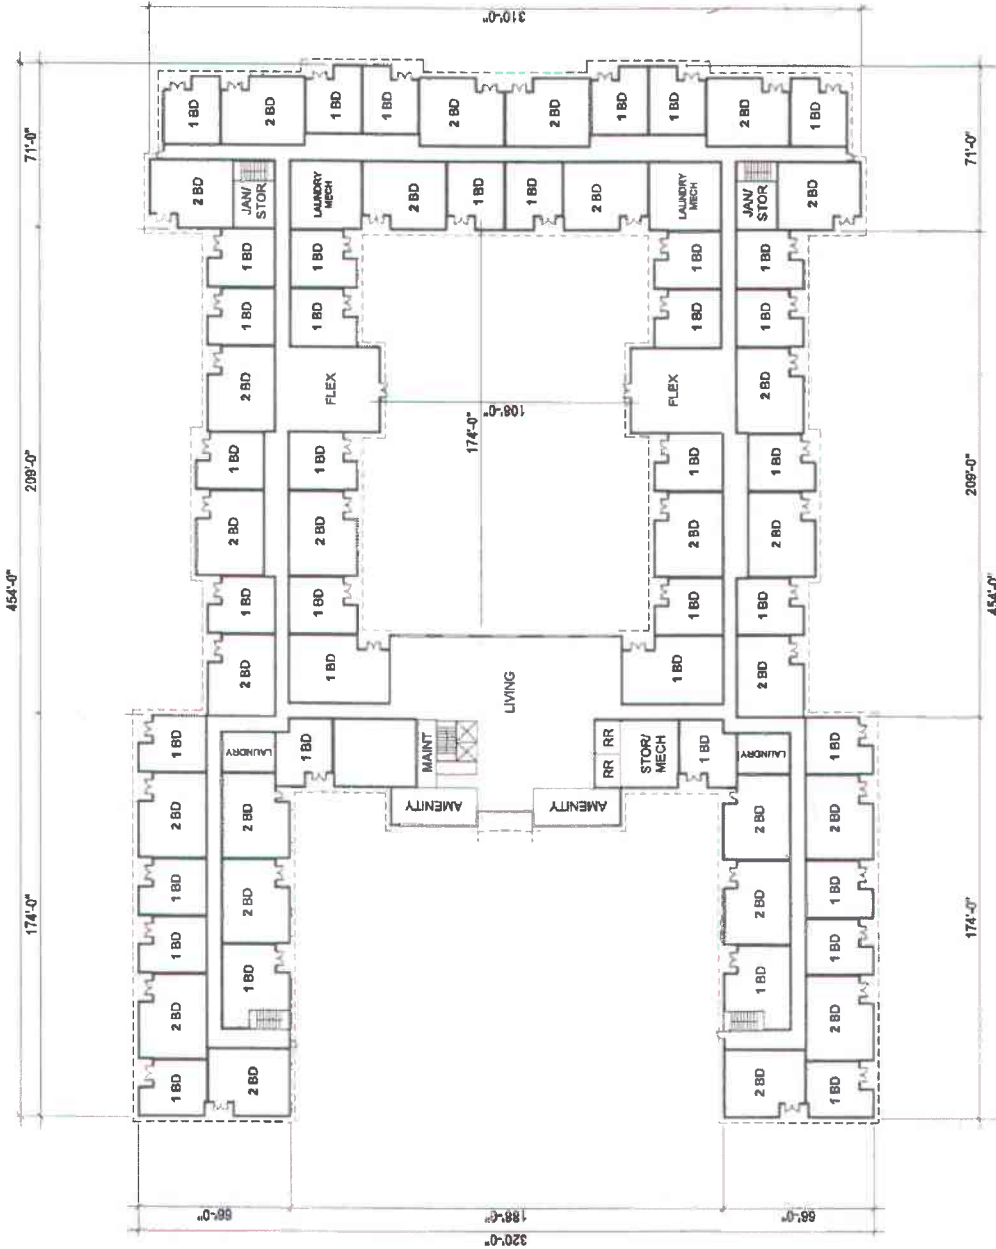 310'-0"
71'-0"
209'-0"
174'-0"
454'-0"
1 BD
2 BD
1 BD
1 BD
2 BD
2 BD
1 BD
1 BD
2 BD
1 BD
2 BD
JAN/
STOR
LAUNDRY
MECH
2 BD
1 BD
1 BD
2 BD
LAUNDRY
MECH
JAN/
STOR
2 BD
71'-0"
1 BD
1 BD
1 BD
1 BD
1 BD
1 BD
1 BD
1 BD
2 BD
FLEX
108'-0"
174'-0"
FLEX
2 BD
1 BD
1 BD
1 BD
1 BD
209'-0"
2 BD
2 BD
2 BD
2 BD
1 BD
1 BD
1 BD
1 BD
454'-0"
2 BD
1 BD
LIVING
1 BD
2 BD
1 BD
LAUNDRY
1 BD
MAINT
RR
RR
STOR/
MECH
1 BD
LAUNDRY
1 BD
AMENITY
AMENITY
2 BD
2 BD
2 BD
2 BD
1 BD
2 BD
2 BD
1 BD
174'-0"
1 BD
1 BD
1 BD
1 BD
2 BD
2 BD
1 BD
2 BD
2 BD
1 BD
66'-0"
188'-0"
66'-0"
320'-0"